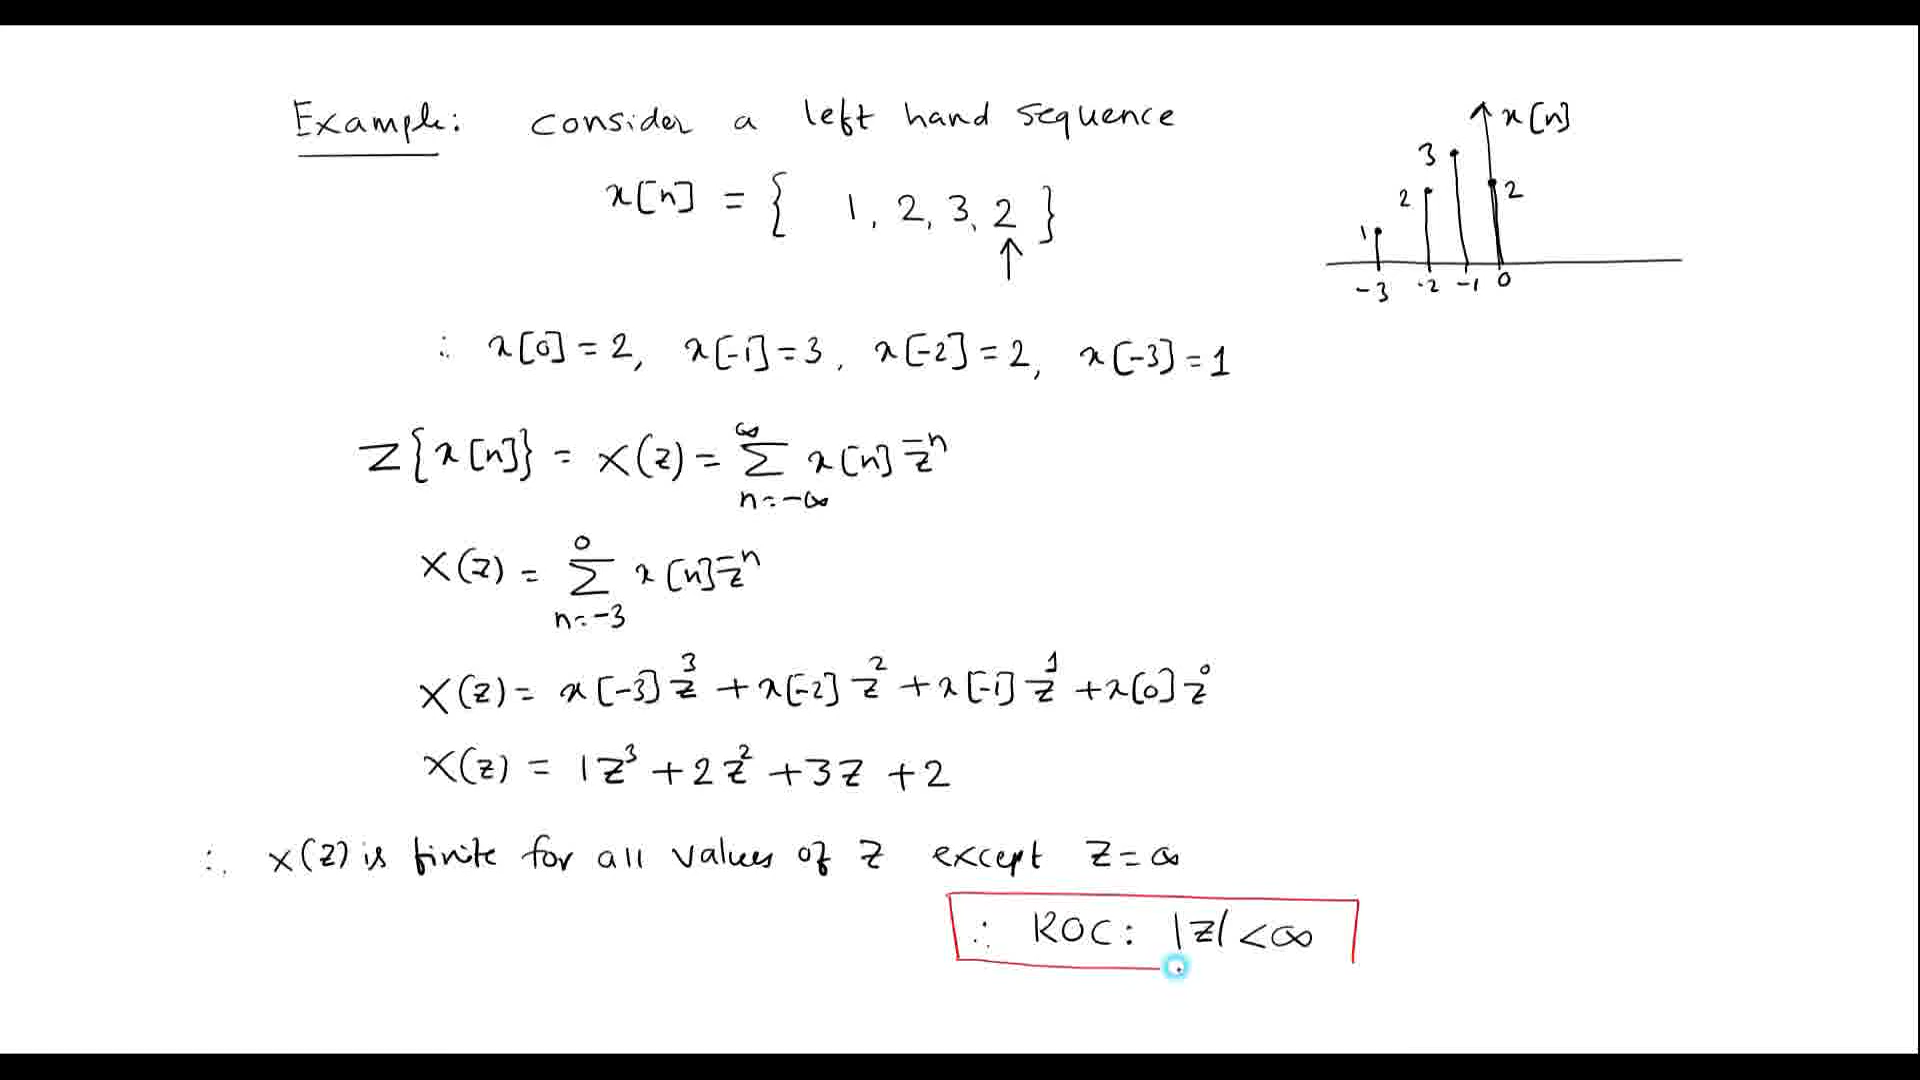 Example: consider a left hand sequence
x[n] = { 1, 2, 3, 2 }
↑
x[n]
3
2 2
1
-3 -2 -1 0
∴ x[0] = 2, x[-1] = 3, x[-2] = 2, x[-3] = 1
Z{x[n]} = X(z) = ∑_{n=-∞}^{∞} x[n] z^{-n}
X(z) = ∑_{n=-3}^{0} x[n] z^{-n}
X(z) = x[-3] z^3 + x[-2] z^2 + x[-1] z^1 + x[0] z^0
X(z) = 1z^3 + 2z^2 + 3z + 2
∴ X(z) is finite for all values of z except z = ∞
∴ ROC: |z| < ∞